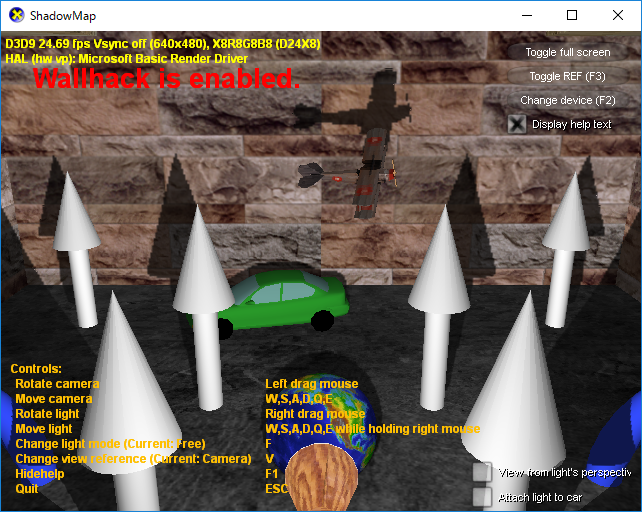 ShadowMap
D3D9 24.69 fps Vsync off (640x480), X8R8G8B8 (D24X8)
HAL (hw vp): Microsoft Basic Render Driver
Wallhack is enabled.
Toggle full screen
Toggle REF (F3)
Change device (F2)
Display help text
Controls:
Rotate camera Left drag mouse
Move camera W,S,A,D,Q,E
Rotate light Right drag mouse
Move light W,S,A,D,Q,E while holding right mouse
Change light mode (Current: Free) F
Change view reference (Current: Camera) V
Hidehelp F1
Quit ESC
View from light's perspectiv
Attach light to car